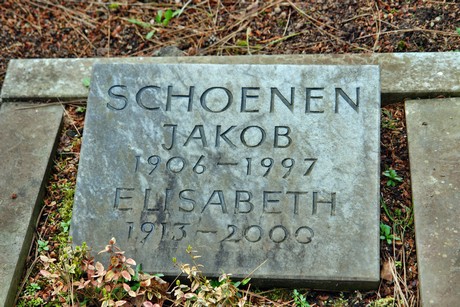 SCHOENEN
JAKOB
1906-1997
ELISABETH
1913-2000